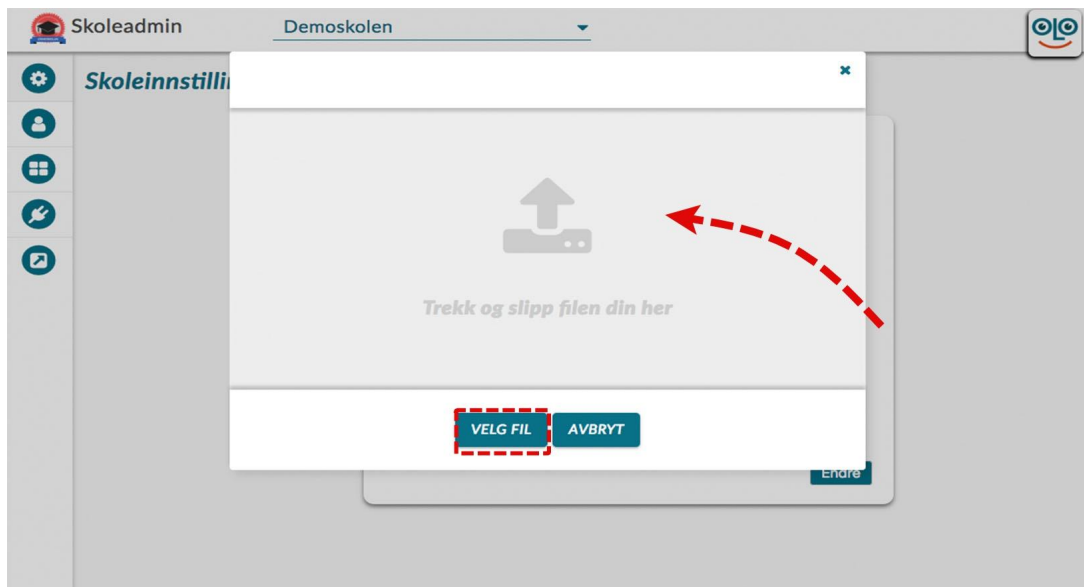 Skoleadmin
Demoskolen
Skoleinnstilli
Trekk og slipp filen din her
VELG FIL
AVBRYT
Endre